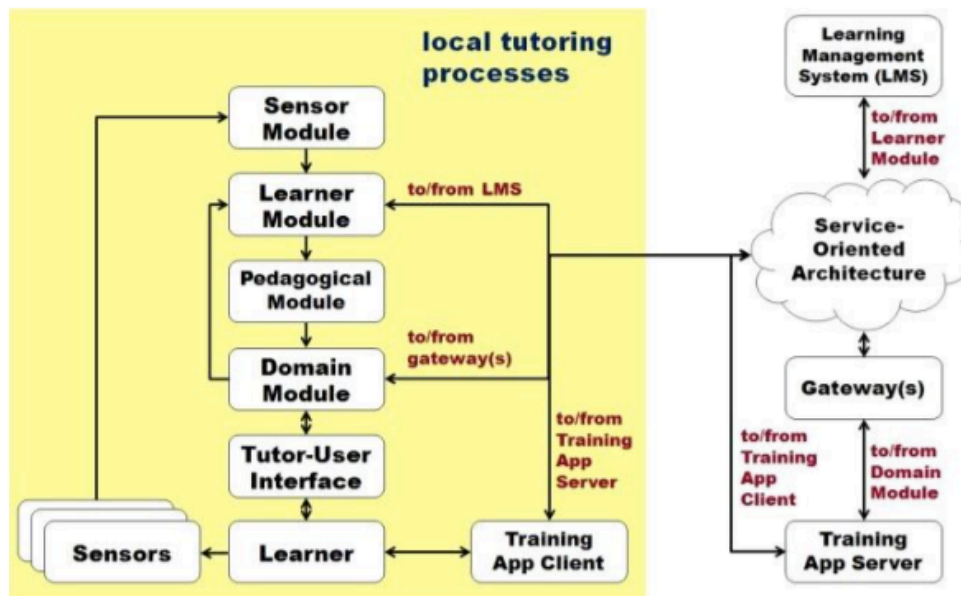 local tutoring
processes
Sensor
Module
Learner
Module
Pedagogical
Module
Domain
Module
Tutor-User
Interface
Sensors
Learner
Training
App Client
to/from LMS
to/from
gateway(s)
to/from
Training
App
Server
Learning
Management
System (LMS)
to/from
Learner
Module
Service-
Oriented
Architecture
Gateway(s)
to/from
Training
App
Client
to/from
Domain
Module
Training
App Server